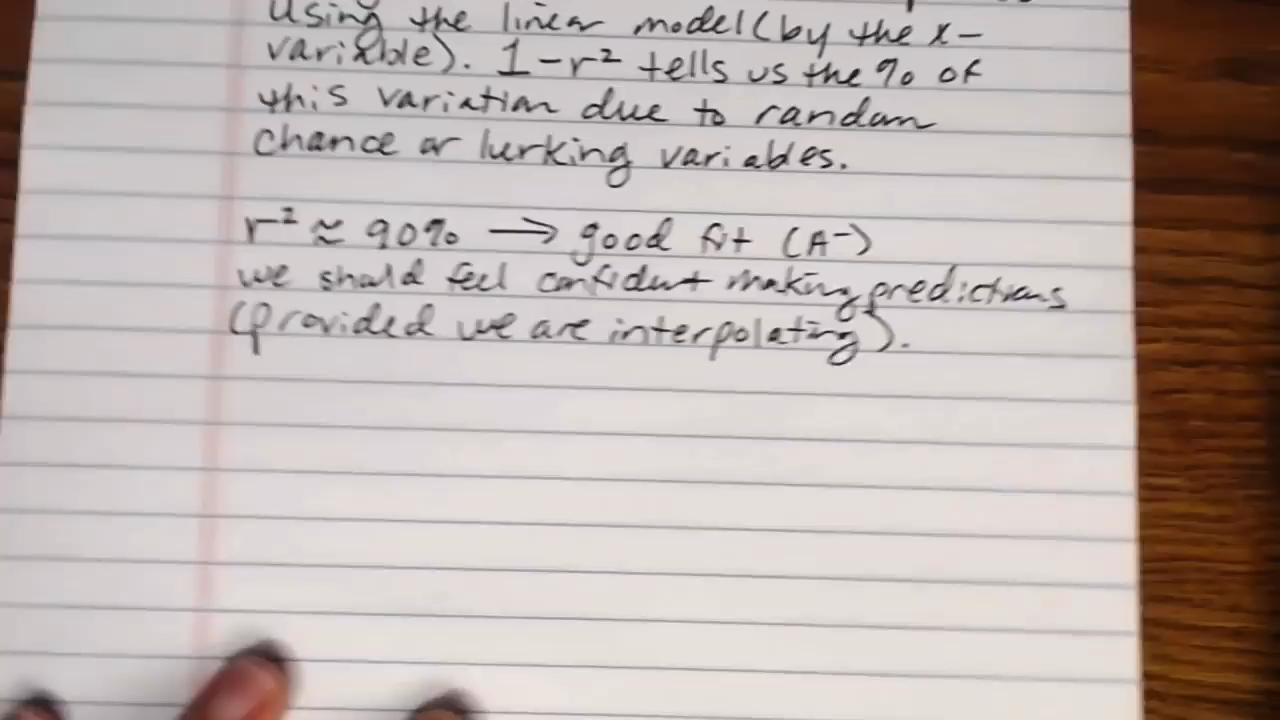 Using the linear model (by the x-
variable). 1-r² tells us the % of
this variation due to random
chance or lurking variables.
r² ≈ 90% → good fit (A-)
we should feel confident making predictions
(provided we are interpolating).